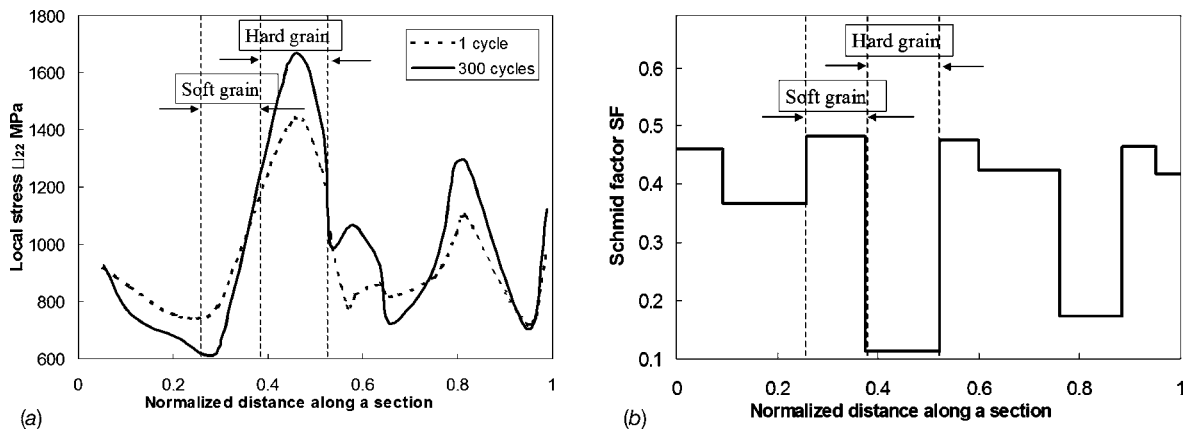 1800
1600
1400
1200
1000
800
600
Local stress □22 MPa
Hard grain
Soft grain
1 cycle
300 cycles
0
0.2
0.4
0.6
0.8
1
Normalized distance along a section
(a)
0.6
0.5
0.4
0.3
0.2
0.1
Schmid factor SF
Hard grain
Soft grain
0
0.2
0.4
0.6
0.8
1
Normalized distance along a section
(b)